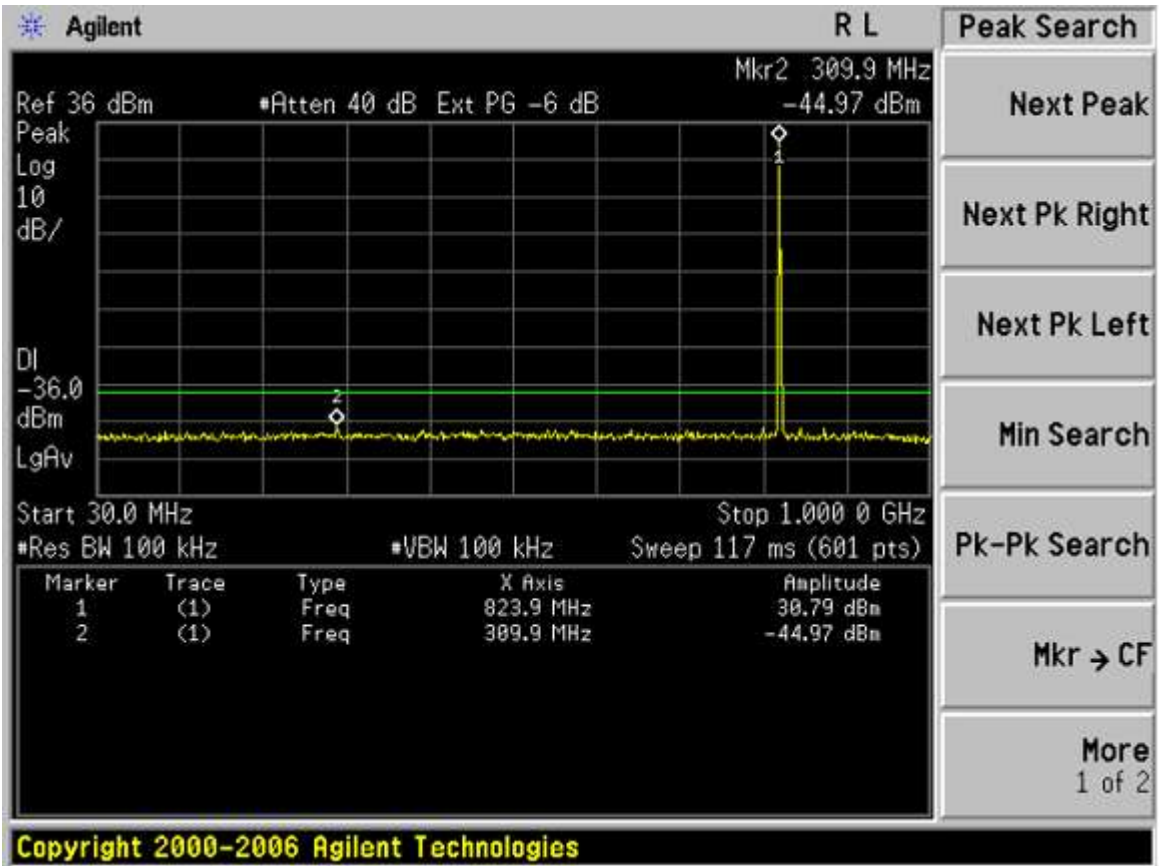 Agilent R L
Mkr2 309.9 MHz
Ref 36 dBm #Atten 40 dB Ext PG -6 dB -44.97 dBm
Peak
Log
10
dB/
DI
-36.0
dBm
LgAv
1
2
Start 30.0 MHz Stop 1.000 0 GHz
#Res BW 100 kHz #VBW 100 kHz Sweep 117 ms (601 pts)
Marker Trace Type X Axis Amplitude
1 (1) Freq 823.9 MHz 30.79 dBm
2 (1) Freq 309.9 MHz -44.97 dBm
Peak Search
Next Peak
Next Pk Right
Next Pk Left
Min Search
Pk-Pk Search
Mkr → CF
More
1 of 2
Copyright 2000-2006 Agilent Technologies